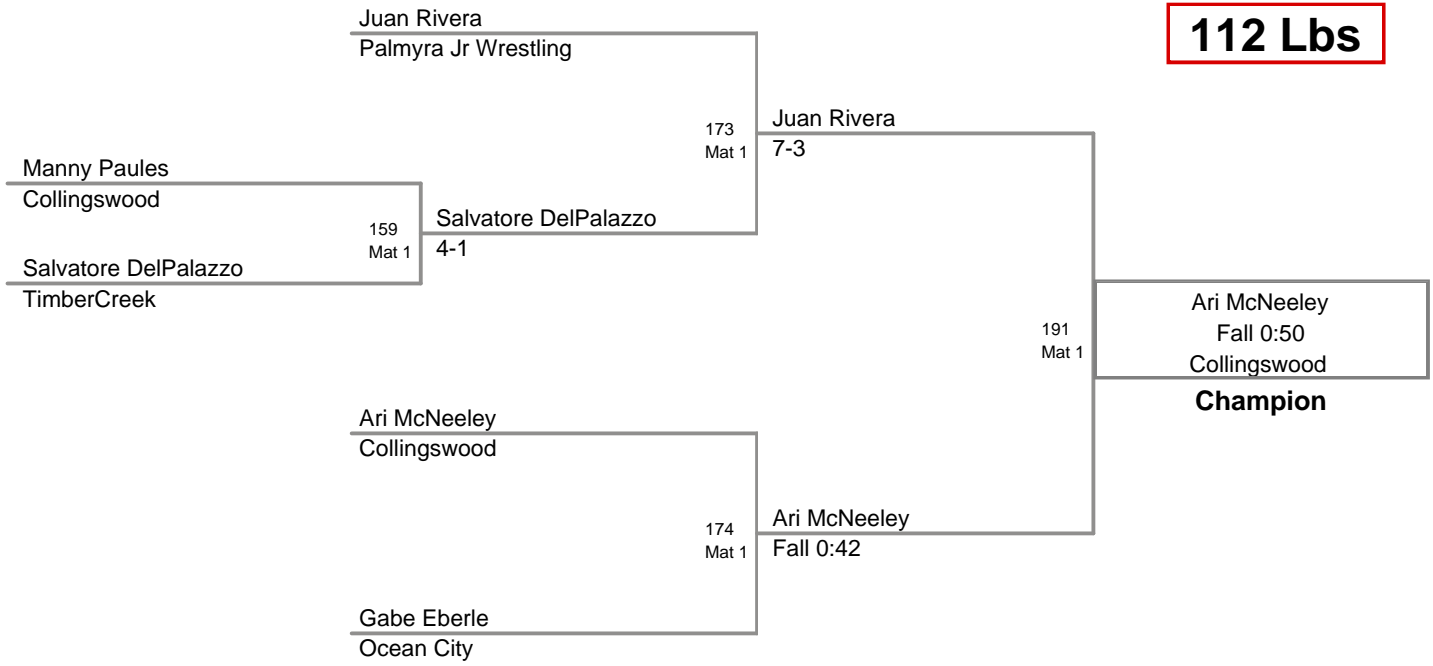 Juan Rivera
Palmyra Jr Wrestling
112 Lbs
173
Mat 1
Juan Rivera
7-3
Manny Paules
Collingswood
159
Mat 1
Salvatore DelPalazzo
4-1
Salvatore DelPalazzo
TimberCreek
191
Mat 1
Ari McNeeley
Fall 0:50
Collingswood
Champion
Ari McNeeley
Collingswood
174
Mat 1
Ari McNeeley
Fall 0:42
Gabe Eberle
Ocean City